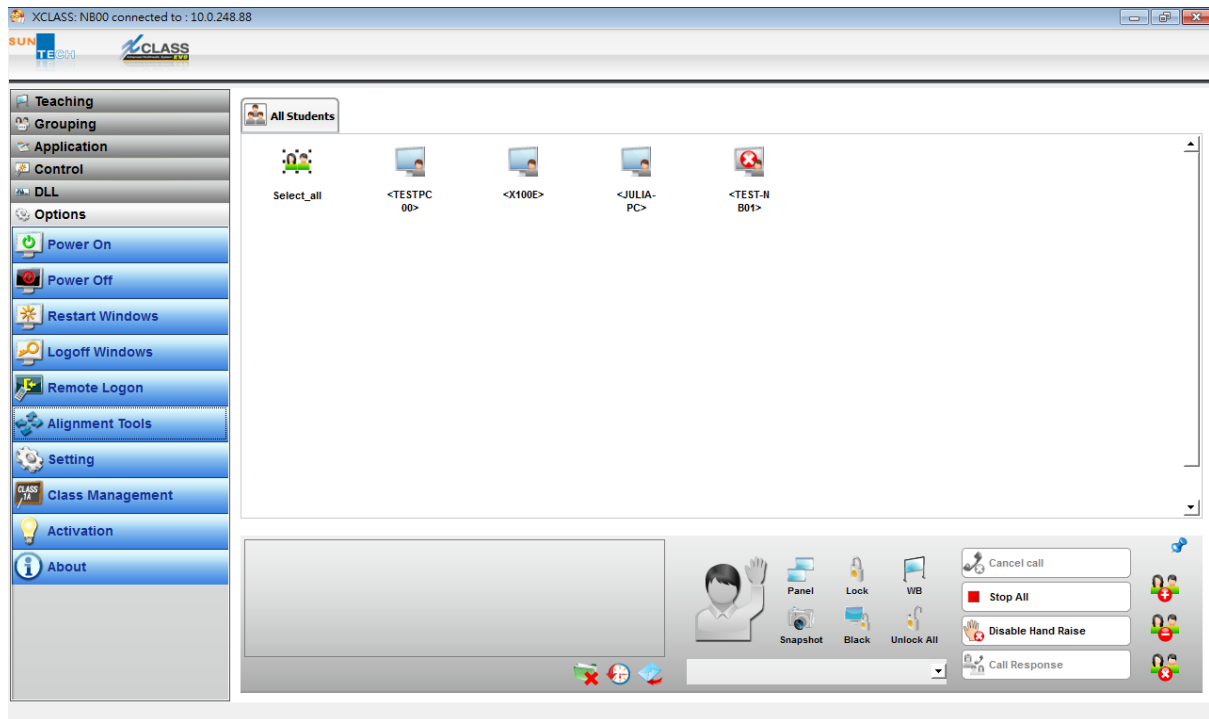 XCLASS: NB00 connected to : 10.0.248.88
SUN
TECH
XCLASS
EVO
Teaching
Grouping
Application
Control
DLL
Options
Power On
Power Off
Restart Windows
Logoff Windows
Remote Logon
Alignment Tools
Setting
CLASS
1A
Class Management
Activation
About
All Students
Select_all
<TESTPC
00>
<X100E>
<JULIA-
PC>
<TEST-N
B01>
Panel
Lock
WB
Snapshot
Black
Unlock All
Cancel call
Stop All
Disable Hand Raise
Call Response